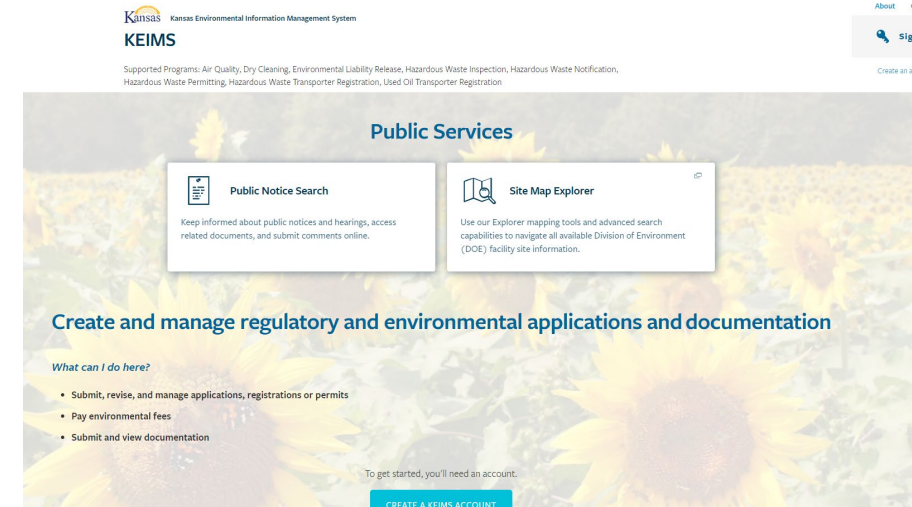 About
Kansas Kansas Environmental Information Management System
KEIMS
Supported Programs: Air Quality, Dry Cleaning, Environmental Liability Release, Hazardous Waste Inspection, Hazardous Waste Notification,
Hazardous Waste Permitting, Hazardous Waste Transporter Registration, Used Oil Transporter Registration
Public Services
Public Notice Search
Keep informed about public notices and hearings, access
related documents, and submit comments online.
Site Map Explorer
Use our Explorer mapping tools and advanced search
capabilities to navigate all available Division of Environment
(DOE) facility site information.
Create and manage regulatory and environmental applications and documentation
What can I do here?
• Submit, revise, and manage applications, registrations or permits
• Pay environmental fees
• Submit and view documentation
To get started, you'll need an account.
CREATE A KEIMS ACCOUNT